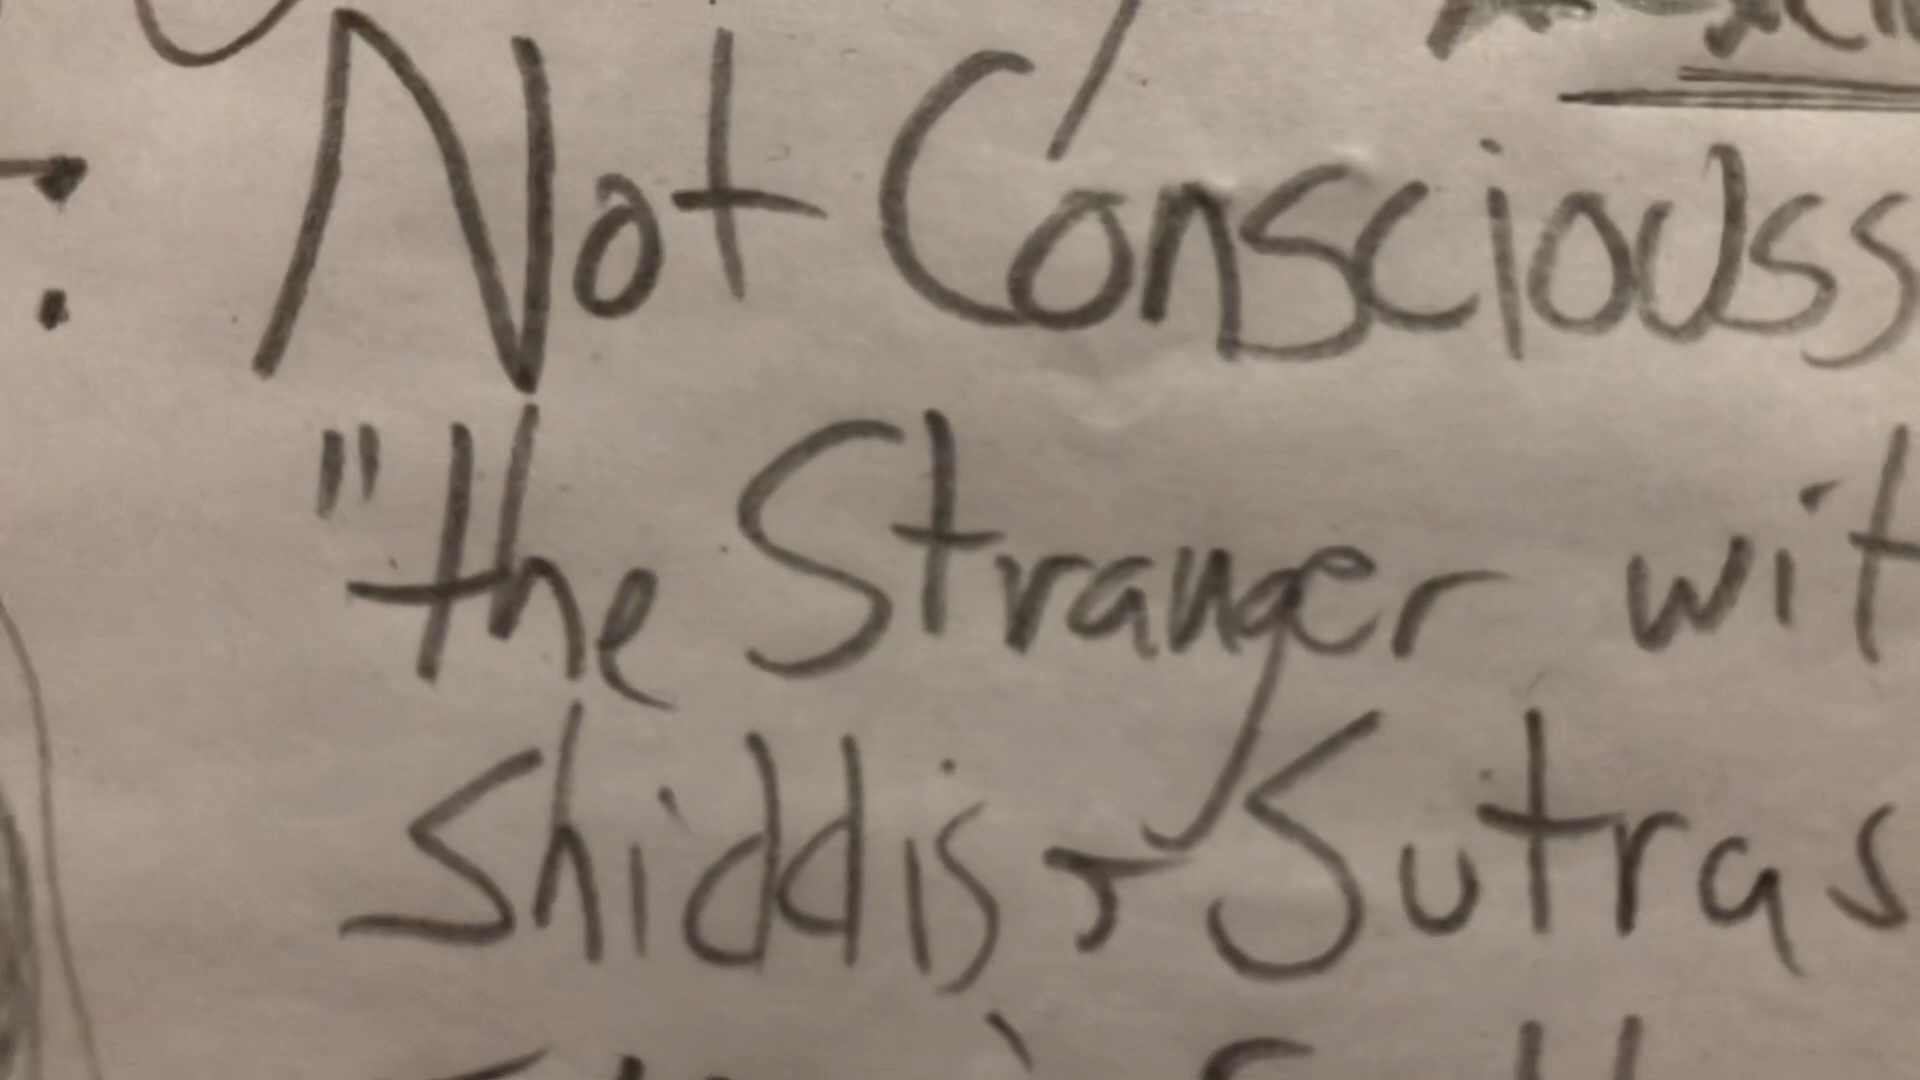 Not Consciouss
"the Stranger wit
Shiddis - Sutras